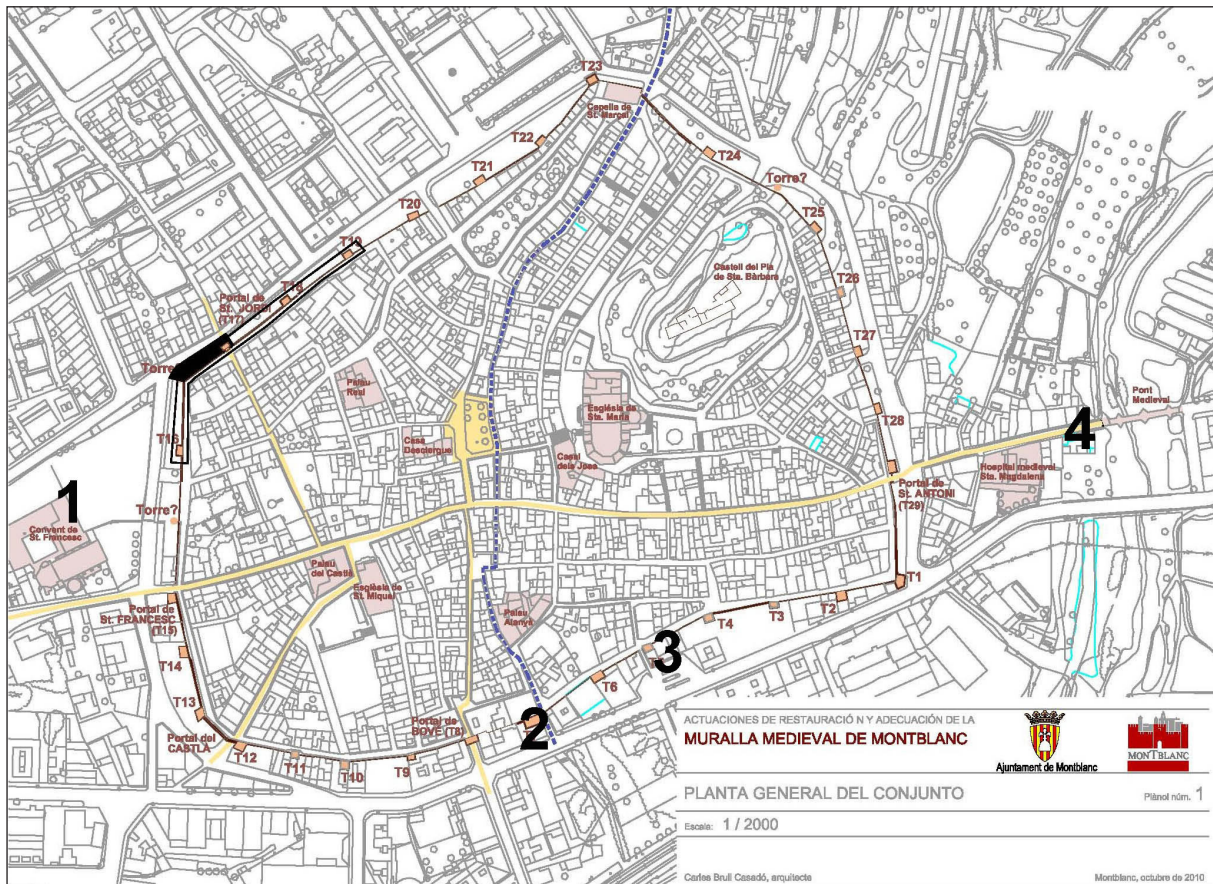 T23
Capella de
St. Marçal
T22
T24
T21
Torre?
T20
T25
T19
Castell del Pla
de Sta. Bàrbara
T26
T18
Portal de
St. JORDI
(T17)
T27
Torre
Palau
Real
Església de
Sta. Maria
T28
Pont
Medieval
4
T16
Casa
Desclergue
Casal
dels Josa
Hospital medieval
Sta. Magdalena
Portal de
St. ANTONI
(T29)
1
Torre?
Convent de
St. Francesc
Palau
del Castlà
Església de
St. Miquel
T1
Palau
Alenyà
T2
T3
Portal de
St. FRANCESC
(T15)
T4
3
T14
T6
T13
Portal del
CASTLÀ
Portal de
BOVÉ (T8)
2
T12
T11
T10
T9
ACTUACIONES DE RESTAURACIÓ N Y ADECUACIÓN DE LA
MURALLA MEDIEVAL DE MONTBLANC
Ajuntament de Montblanc
MONTBLANC
PLANTA GENERAL DEL CONJUNTO
Plànol núm. 1
Escala: 1 / 2000
Carles Brull Casadó, arquitecte
Montblanc, octubre de 2010